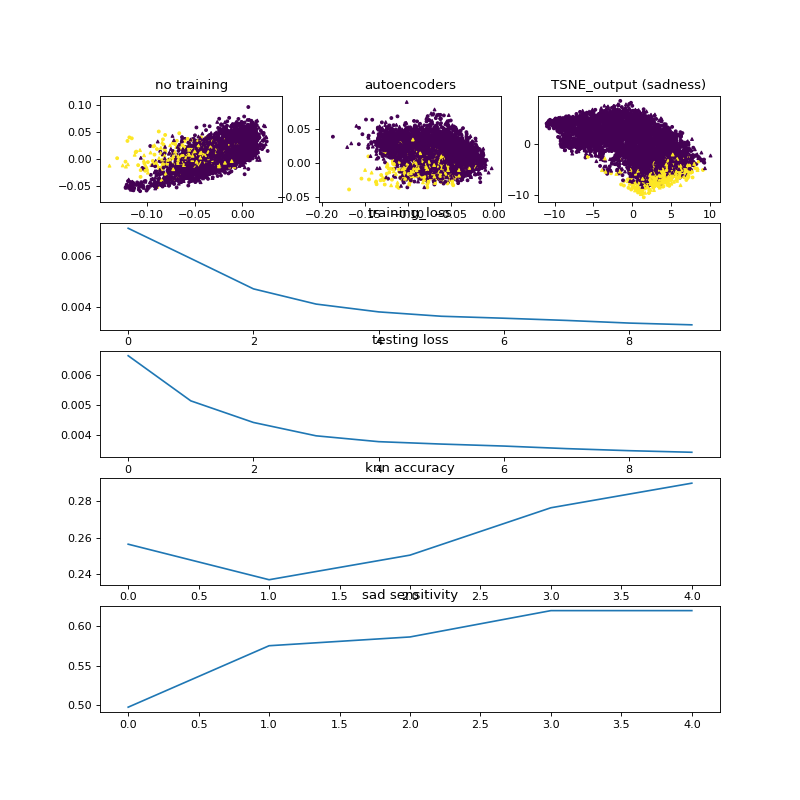 no training
autoencoders
TSNE_output (sadness)
0.10
0.05
0.00
−0.05
−0.10 −0.05 0.00
0.05
0.00
−0.05
−0.20 −0.15 −0.10 −0.05 0.00
0
−10
−10 −5 0 5 10
training_loss
0.006
0.004
0 2 4 6 8
testing loss
0.006
0.005
0.004
0 2 4 6 8
knn accuracy
0.28
0.26
0.24
0.0 0.5 1.0 1.5 2.0 2.5 3.0 3.5 4.0
sad sensitivity
0.60
0.55
0.50
0.0 0.5 1.0 1.5 2.0 2.5 3.0 3.5 4.0